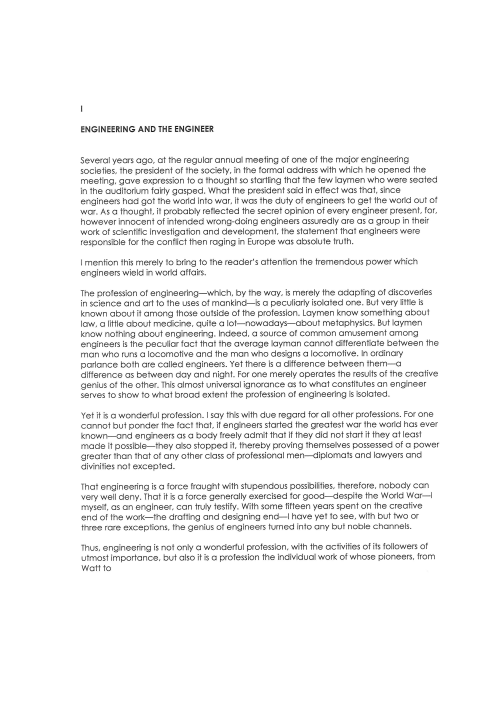 I
ENGINEERING AND THE ENGINEER
Several years ago, at the regular annual meeting of one of the major engineering
societies, the president of the society, in the formal address with which he opened the
meeting, gave expression to a thought so startling that the few laymen who were seated
in the auditorium fairly gasped. What the president said in effect was that, since
engineers had got the world into war, it was the duty of engineers to get the world out of
war. As a thought, it probably reflected the secret opinion of every engineer present, for,
however innocent of intended wrong-doing engineers assuredly are as a group in their
work of scientific investigation and development, the statement that engineers were
responsible for the conflict then raging in Europe was absolute truth.
I mention this merely to bring to the reader's attention the tremendous power which
engineers wield in world affairs.
The profession of engineering—which, by the way, is merely the adapting of discoveries
in science and art to the uses of mankind—is a peculiarly isolated one. But very little is
known about it among those outside of the profession. Laymen know something about
law, a little about medicine, quite a lot—nowadays—about metaphysics. But laymen
know nothing about engineering. Indeed, a source of common amusement among
engineers is the peculiar fact that the average layman cannot differentiate between the
man who runs a locomotive and the man who designs a locomotive. In ordinary
parlance both are called engineers. Yet there is a difference between them—a
difference as between day and night. For one merely operates the results of the creative
genius of the other. This almost universal ignorance as to what constitutes an engineer
serves to show to what broad extent the profession of engineering is isolated.
Yet it is a wonderful profession. I say this with due regard for all other professions. For one
cannot but ponder the fact that, if engineers started the greatest war the world has ever
known—and engineers as a body freely admit that if they did not start it they at least
made it possible—they also stopped it, thereby proving themselves possessed of a power
greater than that of any other class of professional men—diplomats and lawyers and
divinities not excepted.
That engineering is a force fraught with stupendous possibilities, therefore, nobody can
very well deny. That it is a force generally exercised for good—despite the World War—I
myself, as an engineer, can truly testify. With some fifteen years spent on the creative
end of the work—the drafting and designing end—I have yet to see, with but two or
three rare exceptions, the genius of engineers turned into any but noble channels.
Thus, engineering is not only a wonderful profession, with the activities of its followers of
utmost importance, but also it is a profession the individual work of whose pioneers, from
Watt to